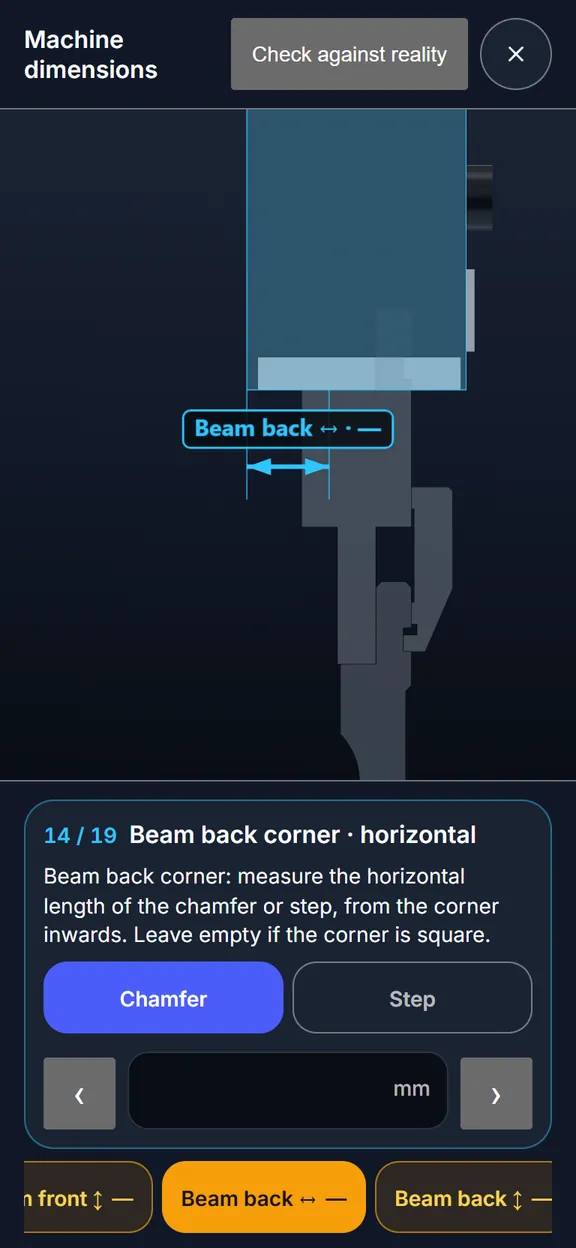 Machine
dimensions
Check against reality
×
Beam back ↔ · —
14 / 19 Beam back corner · horizontal
Beam back corner: measure the horizontal
length of the chamfer or step, from the corner
inwards. Leave empty if the corner is square.
Chamfer
Step
‹
mm
›
front ↕ —
Beam back ↔ —
Beam back ↕ —